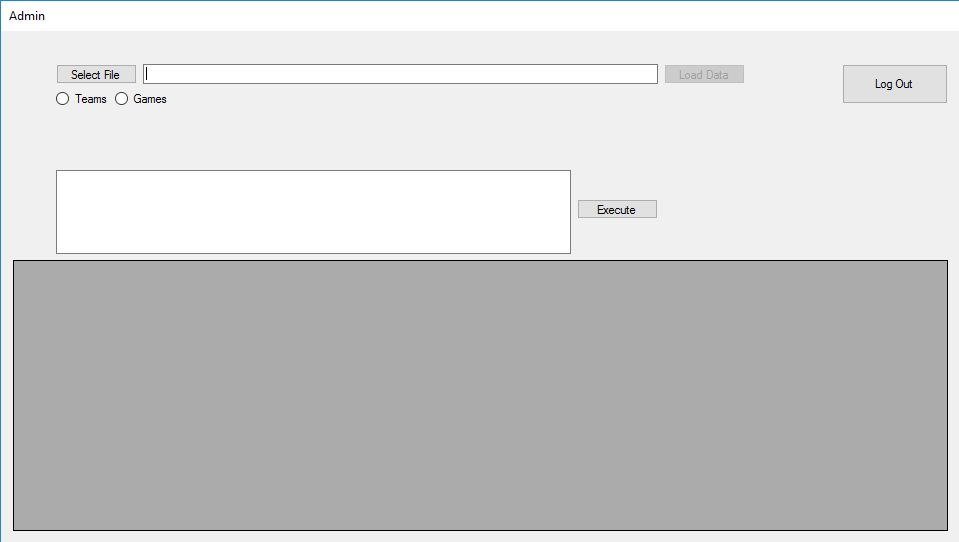 Admin
Select File
Load Data
Log Out
Teams
Games
Execute